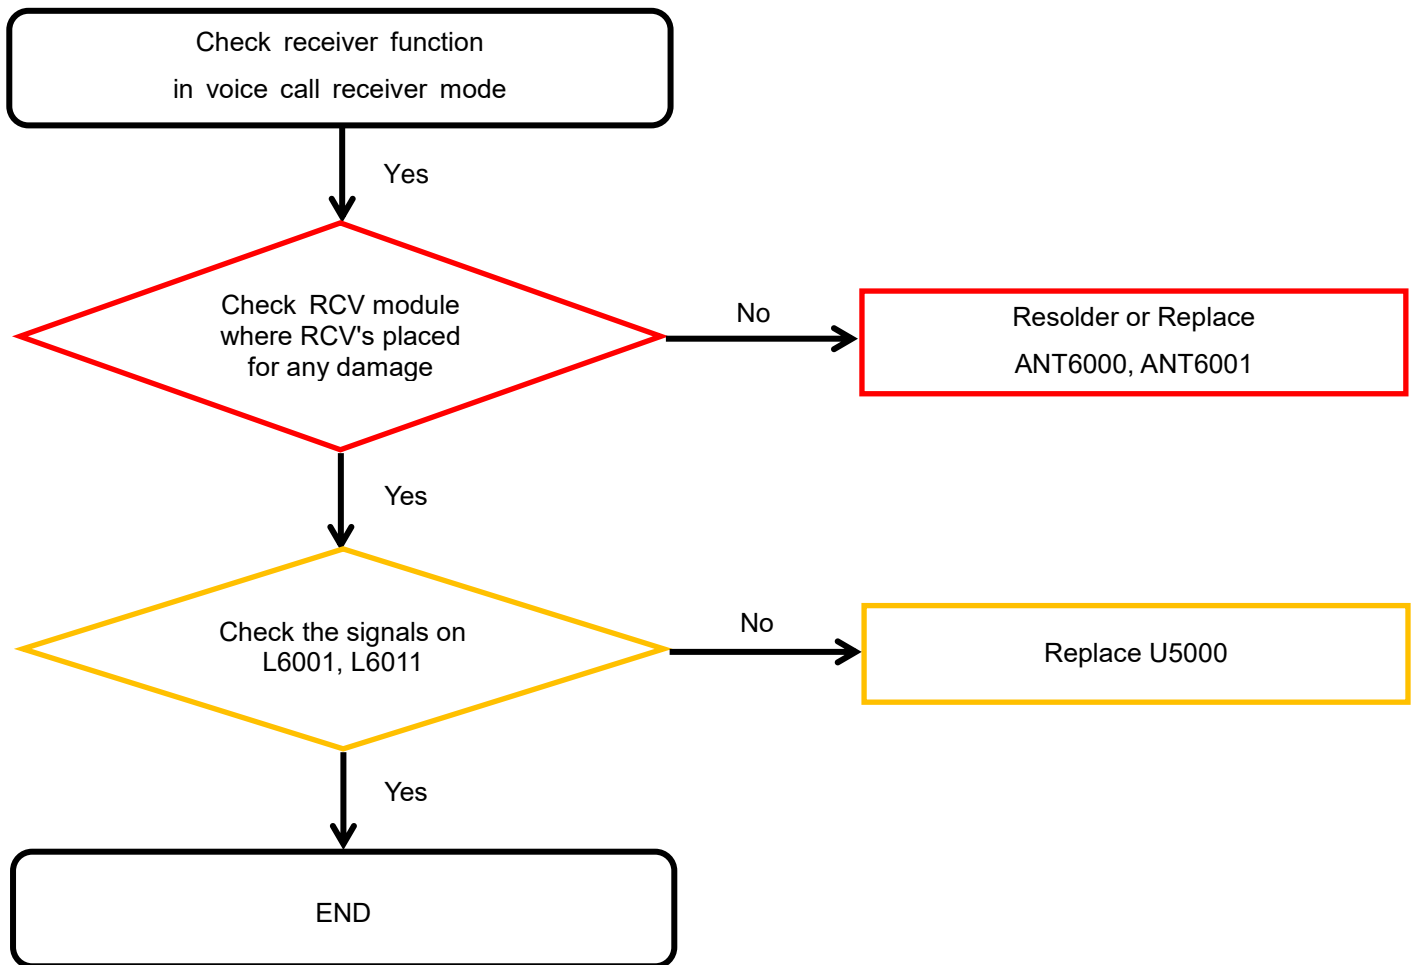 Check receiver function
in voice call receiver mode
Yes
Check RCV module
where RCV's placed
for any damage
No
Resolder or Replace
ANT6000, ANT6001
Yes
Check the signals on
L6001, L6011
No
Replace U5000
Yes
END